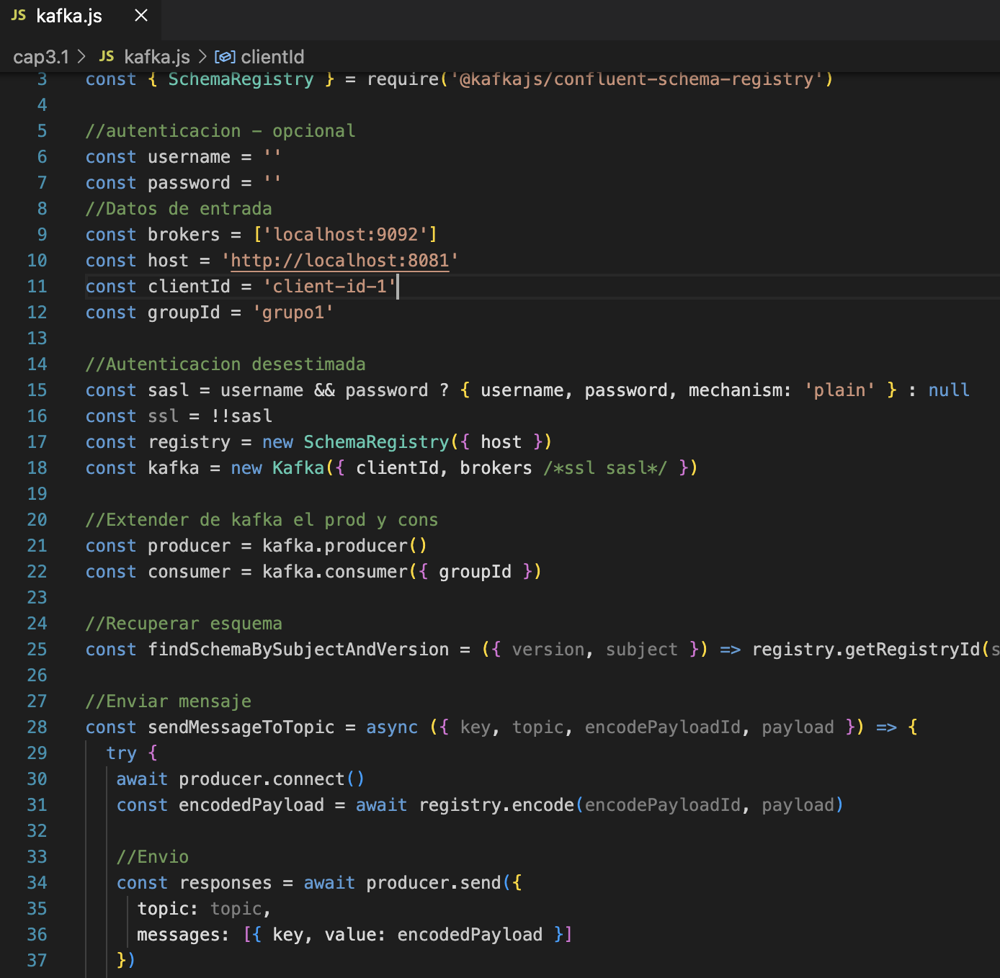 JS kafka.js ×
cap3.1 > JS kafka.js > clientId
3 const { SchemaRegistry } = require('@kafkajs/confluent-schema-registry')
4
5 //autenticacion - opcional
6 const username = ''
7 const password = ''
8 //Datos de entrada
9 const brokers = ['localhost:9092']
10 const host = 'http://localhost:8081'
11 const clientId = 'client-id-1'
12 const groupId = 'grupo1'
13
14 //Autenticacion desestimada
15 const sasl = username && password ? { username, password, mechanism: 'plain' } : null
16 const ssl = !!sasl
17 const registry = new SchemaRegistry({ host })
18 const kafka = new Kafka({ clientId, brokers /*ssl sasl*/ })
19
20 //Extender de kafka el prod y cons
21 const producer = kafka.producer()
22 const consumer = kafka.consumer({ groupId })
23
24 //Recuperar esquema
25 const findSchemaBySubjectAndVersion = ({ version, subject }) => registry.getRegistryId(s
26
27 //Enviar mensaje
28 const sendMessageToTopic = async ({ key, topic, encodePayloadId, payload }) => {
29 try {
30 await producer.connect()
31 const encodedPayload = await registry.encode(encodePayloadId, payload)
32
33 //Envio
34 const responses = await producer.send({
35 topic: topic,
36 messages: [{ key, value: encodedPayload }]
37 })